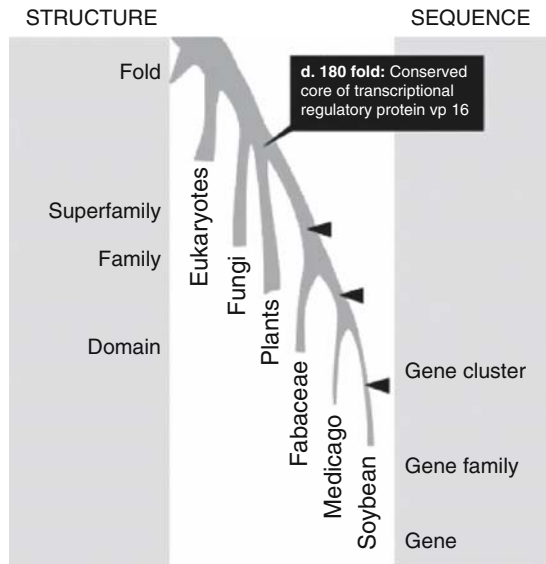 STRUCTURE
SEQUENCE
Fold
d. 180 fold: Conserved
core of transcriptional
regulatory protein vp 16
Superfamily
Family
Domain
Eukaryotes
Fungi
Plants
Fabaceae
Medicago
Soybean
Gene cluster
Gene family
Gene